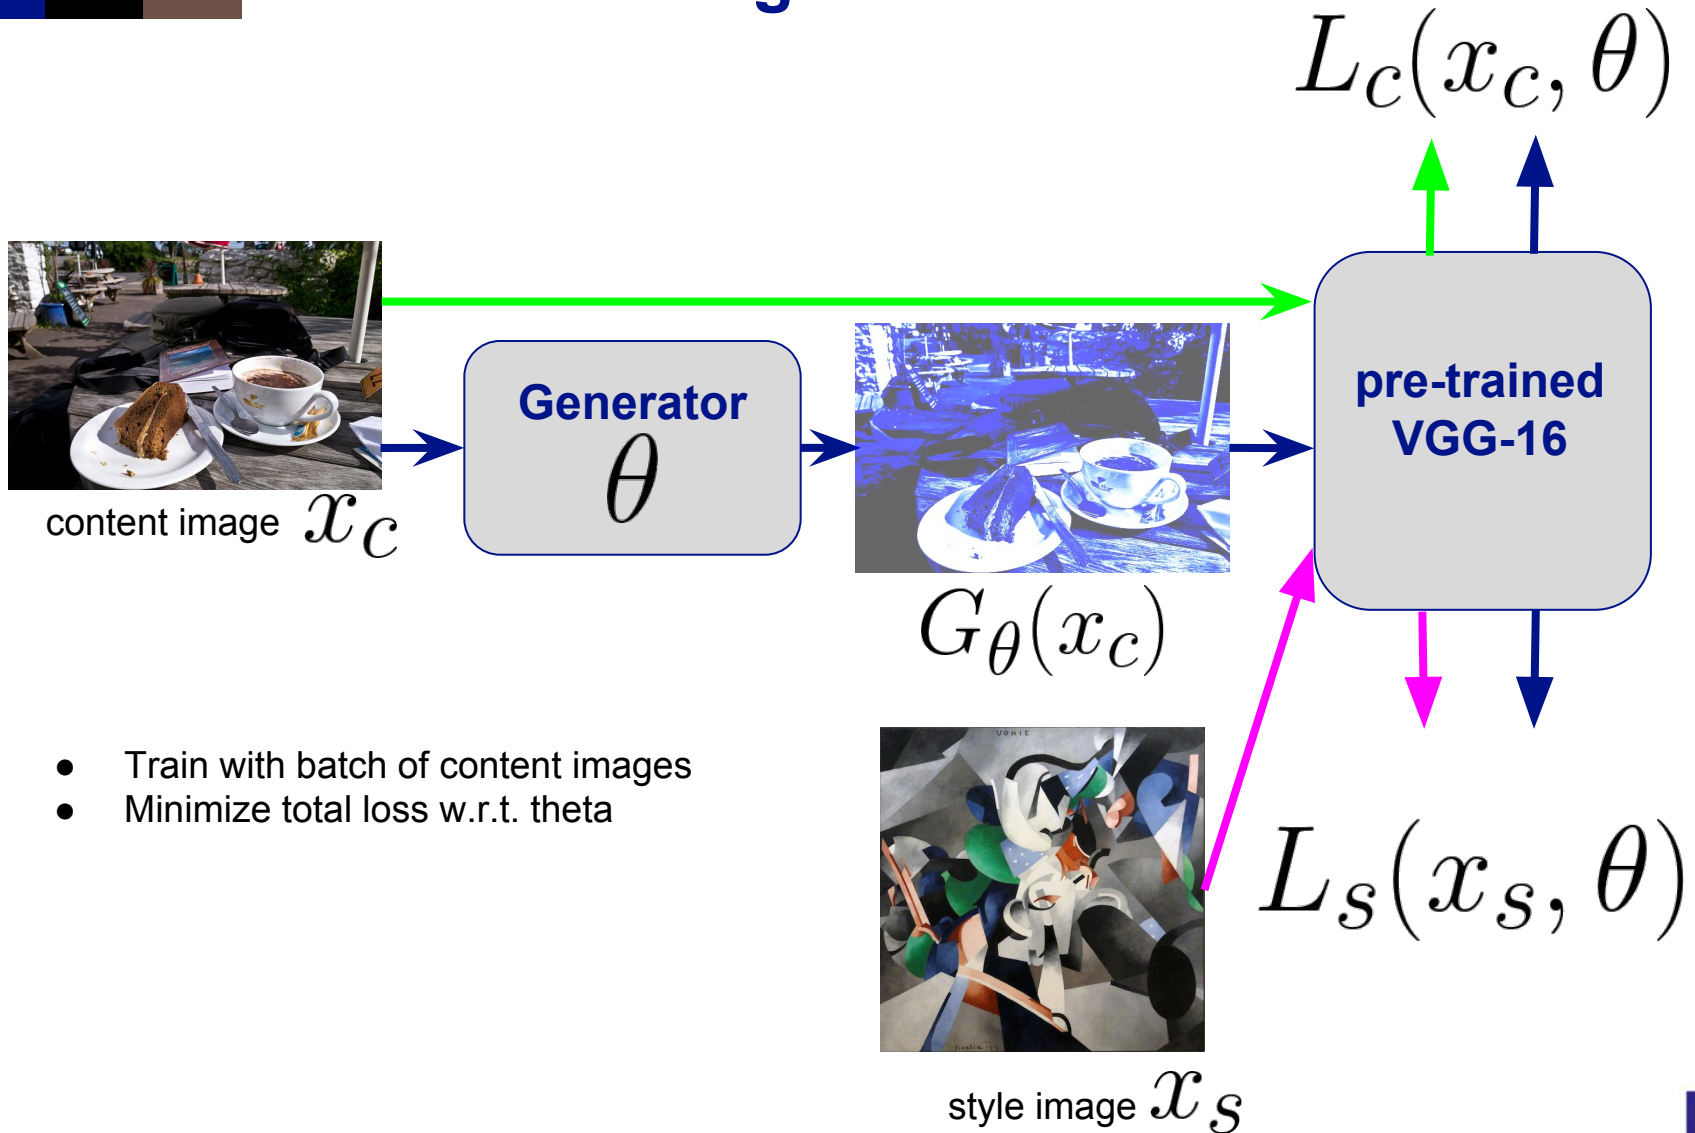 g
L_c(x_c, θ)
Generator
θ
pre-trained
VGG-16
content image x_c
G_θ(x_c)
● Train with batch of content images
● Minimize total loss w.r.t. theta
UDNIE
L_s(x_s, θ)
style image x_s